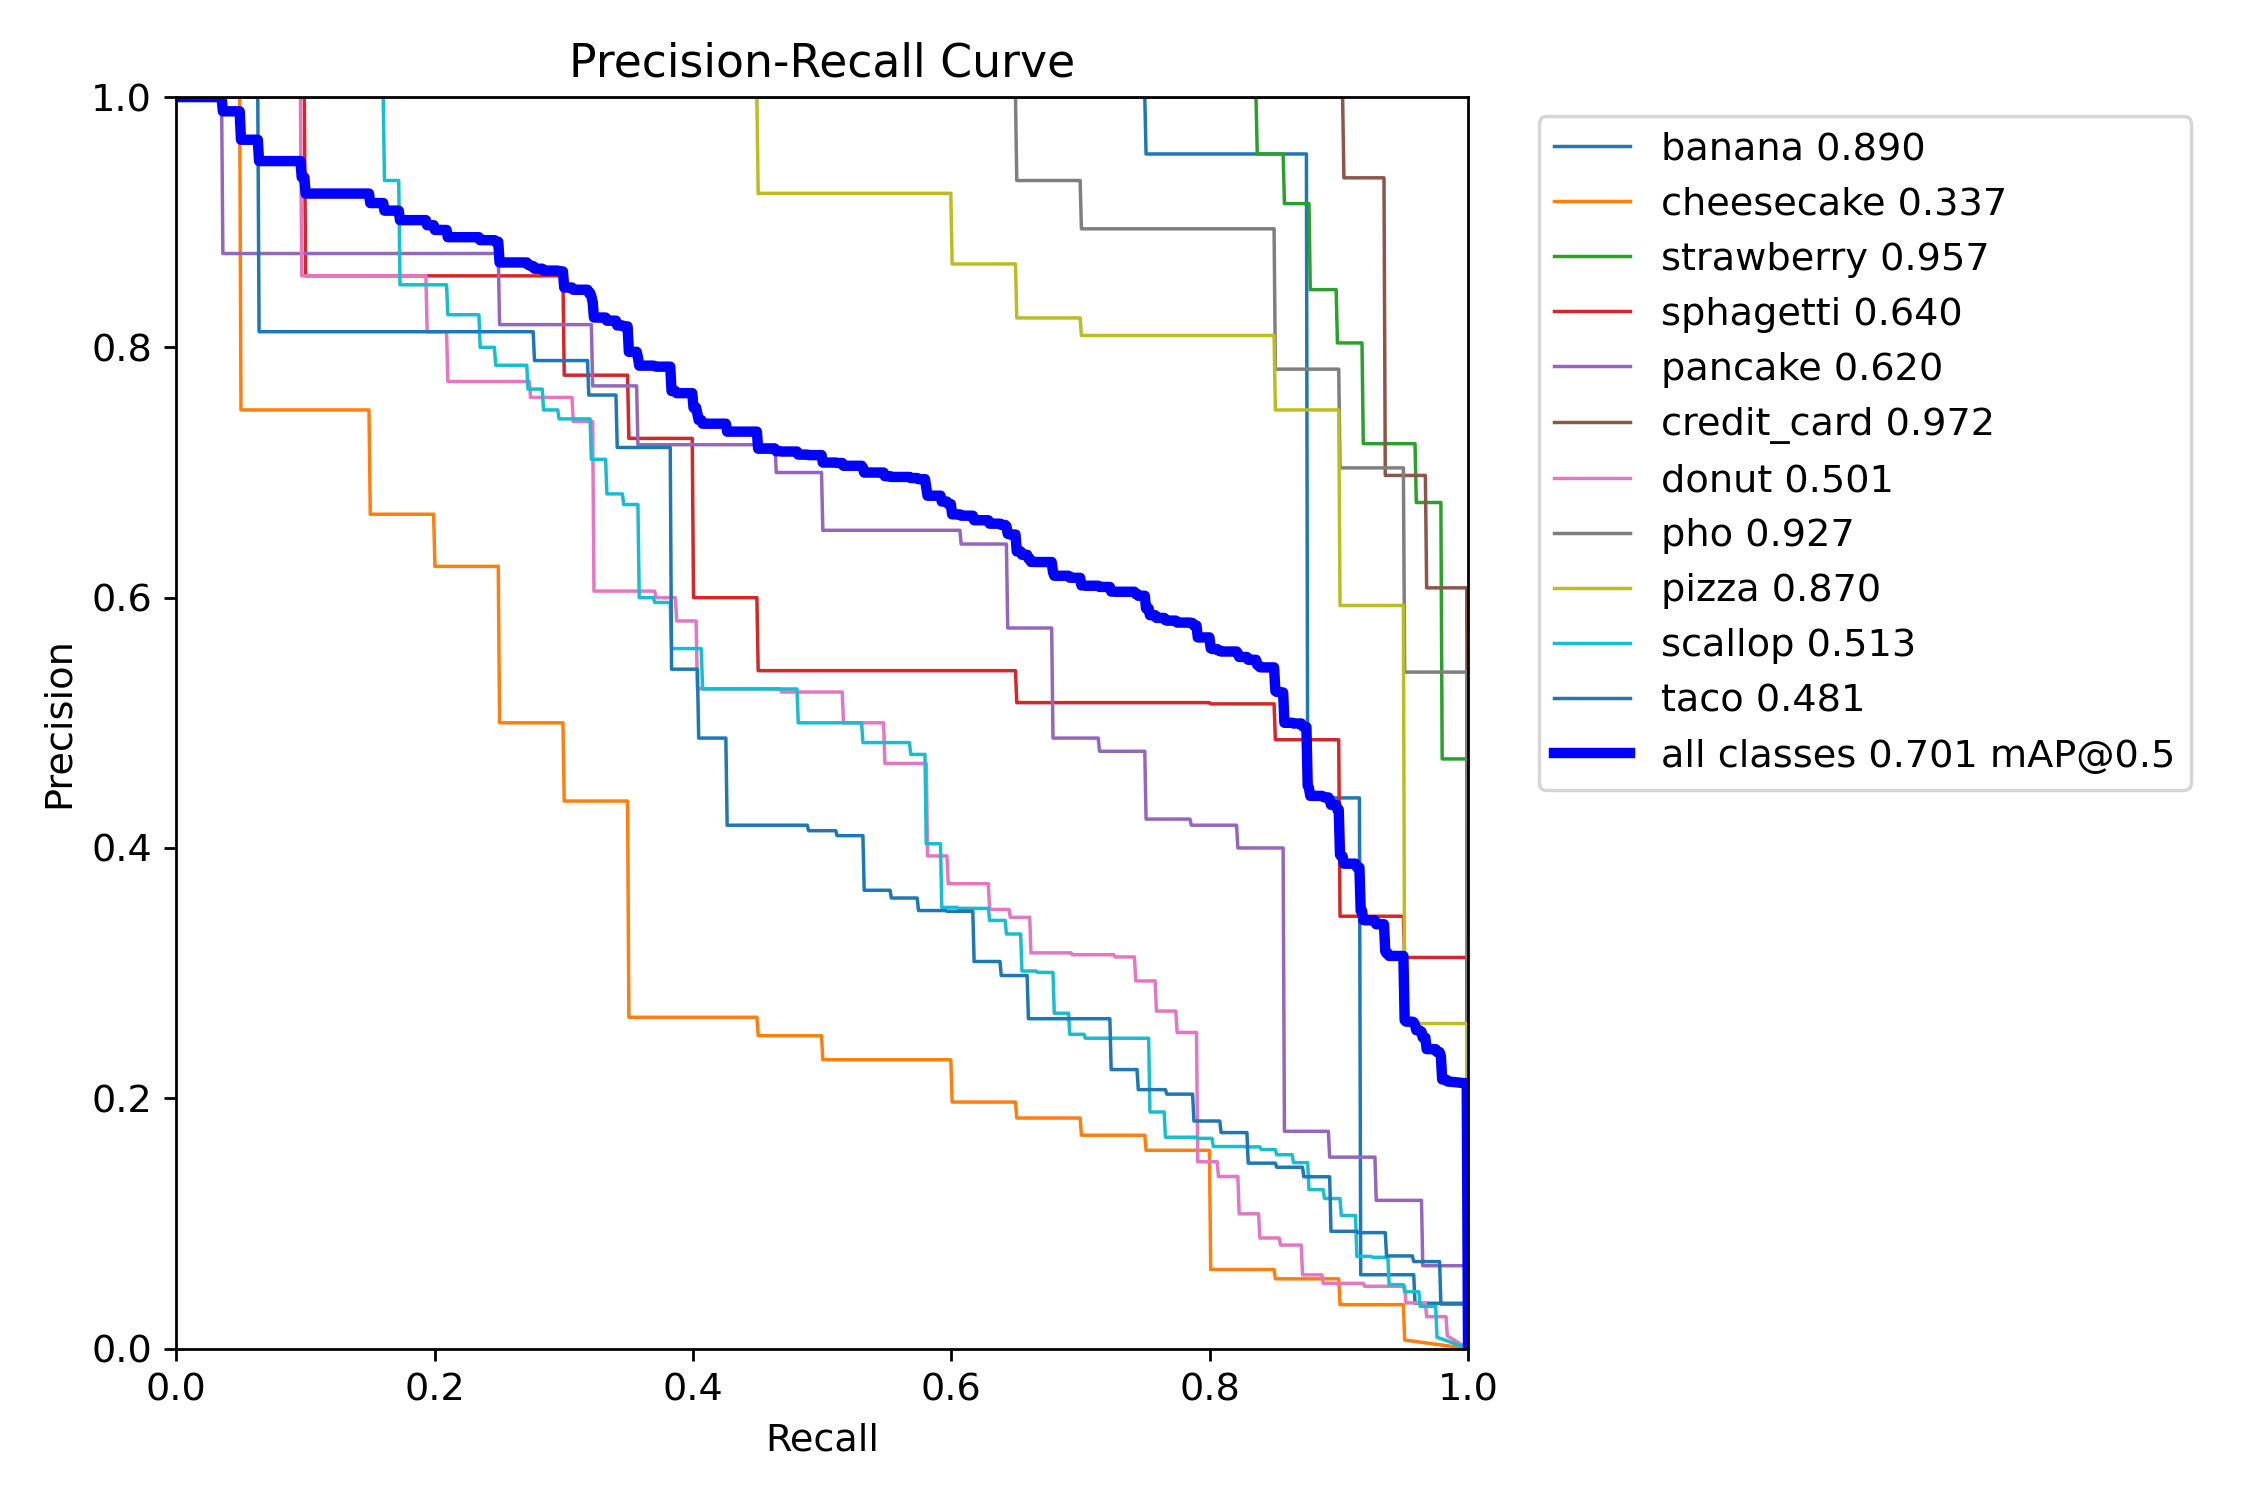 Precision-Recall Curve
1.0
0.8
0.6
0.4
0.2
0.0
Precision
0.0 0.2 0.4 0.6 0.8 1.0
Recall
banana 0.890
cheesecake 0.337
strawberry 0.957
sphagetti 0.640
pancake 0.620
credit_card 0.972
donut 0.501
pho 0.927
pizza 0.870
scallop 0.513
taco 0.481
all classes 0.701 mAP@0.5